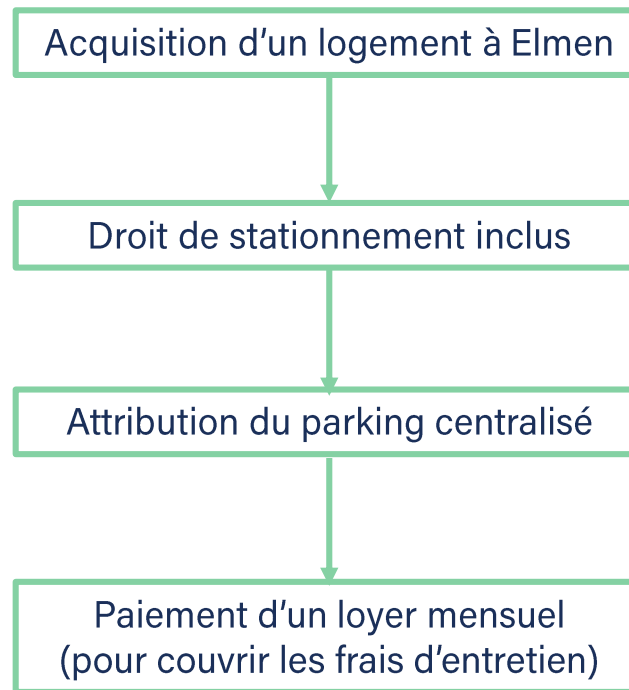 Acquisition d’un logement à Elmen
Droit de stationnement inclus
Attribution du parking centralisé
Paiement d’un loyer mensuel
(pour couvrir les frais d’entretien)